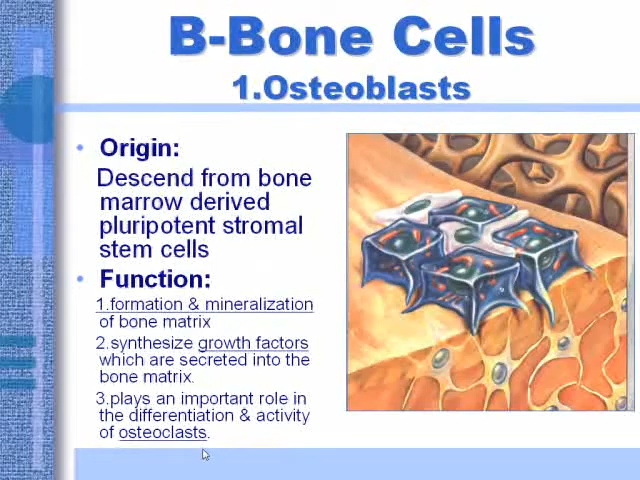 B-Bone Cells
1.Osteoblasts
• Origin:
Descend from bone
marrow derived
pluripotent stromal
stem cells
• Function:
1.formation & mineralization
of bone matrix
2.synthesize growth factors
which are secreted into the
bone matrix.
3.plays an important role in
the differentiation & activity
of osteoclasts.